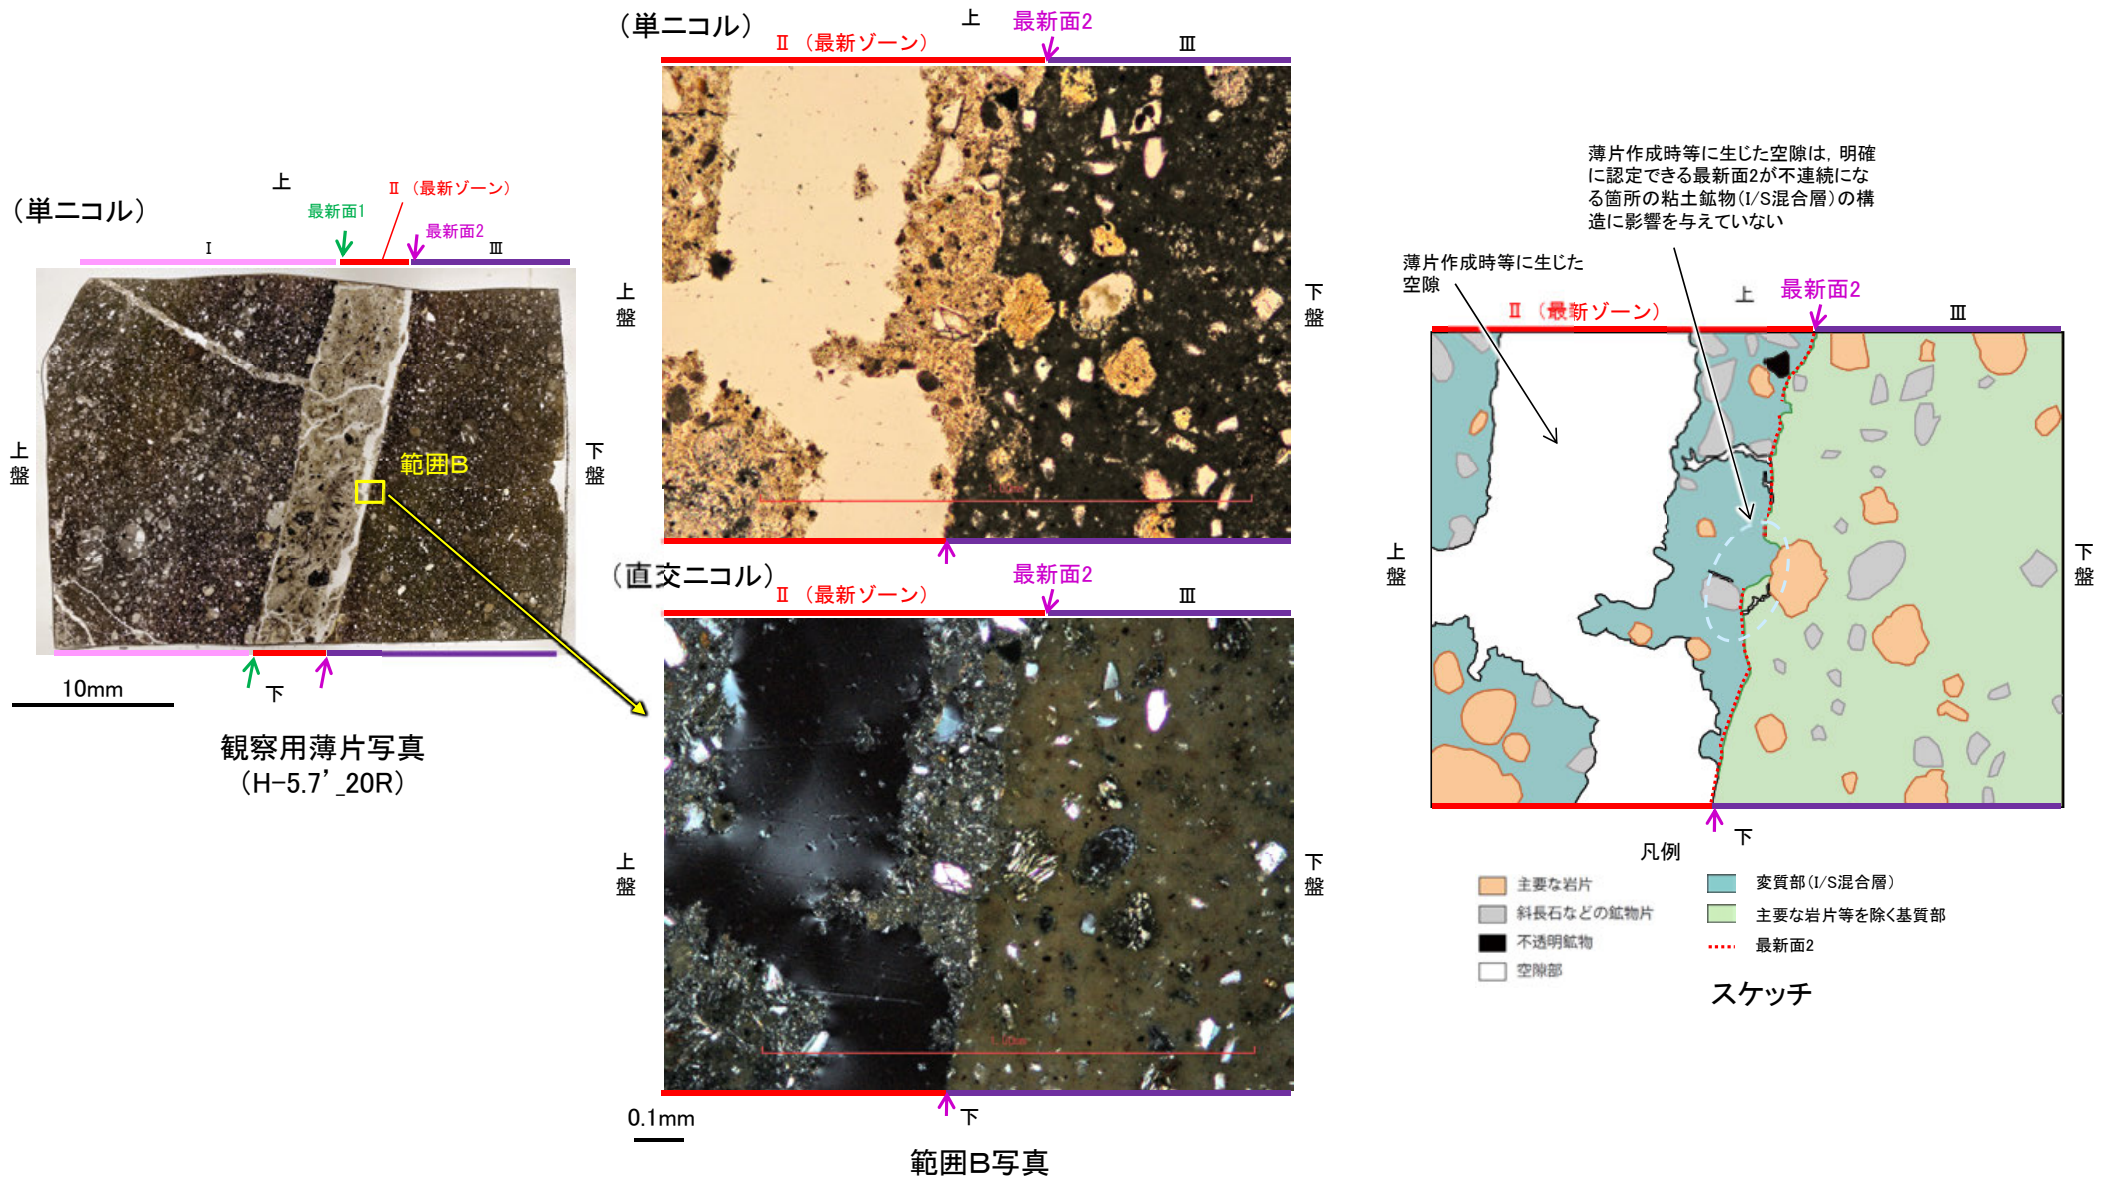 (単ニコル)
上
Ⅱ (最新ゾーン)
最新面1
最新面2
Ⅰ
Ⅲ
上盤
下盤
範囲B
10mm
下
観察用薄片写真
(H-5.7’_20R)
(単ニコル)
上
最新面2
Ⅱ (最新ゾーン)
Ⅲ
上盤
下盤
(直交ニコル)
最新面2
Ⅱ (最新ゾーン)
Ⅲ
上盤
下盤
1.00mm
0.1mm
下
範囲B写真
薄片作成時等に生じた空隙は,明確
に認定できる最新面2が不連続にな
る箇所の粘土鉱物(I/S混合層)の構
造に影響を与えていない
薄片作成時等に生じた
空隙
上
最新面2
Ⅱ (最新ゾーン)
Ⅲ
上盤
下盤
下
凡例
主要な岩片
斜長石などの鉱物片
不透明鉱物
空隙部
変質部(I/S混合層)
主要な岩片等を除く基質部
最新面2
スケッチ